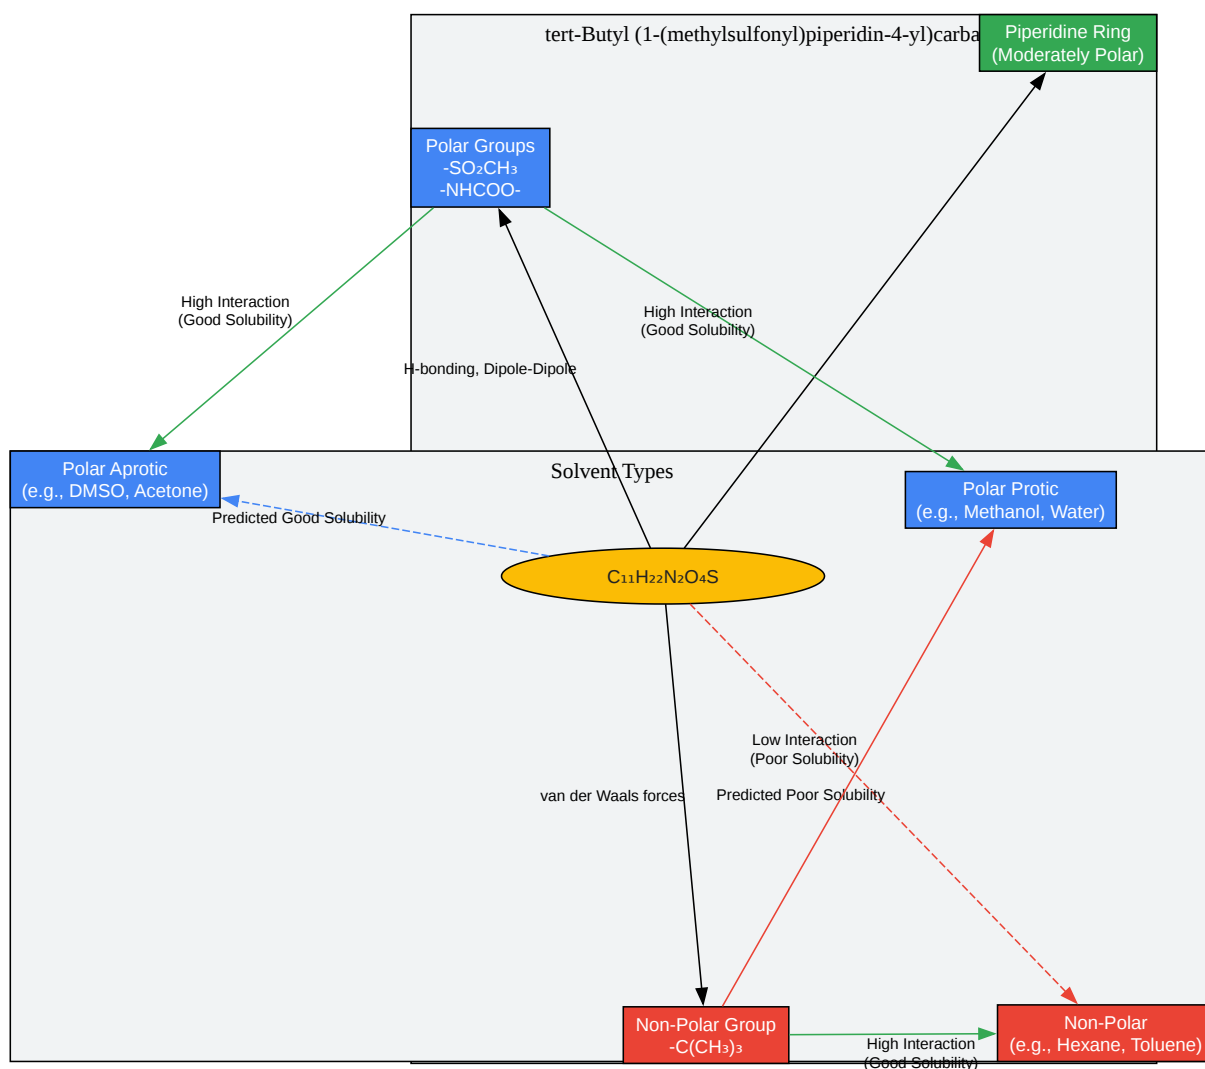 tert-Butyl (1-(methylsulfonyl)piperidin-4-yl)carba
Piperidine Ring
(Moderately Polar)
Polar Groups
-SO₂CH₃
-NHCOO-
High Interaction
(Good Solubility)
High Interaction
(Good Solubility)
H-bonding, Dipole-Dipole
Solvent Types
Polar Aprotic
(e.g., DMSO, Acetone)
Polar Protic
(e.g., Methanol, Water)
Predicted Good Solubility
C₁₁H₂₂N₂O₄S
Low Interaction
(Poor Solubility)
van der Waals forces
Predicted Poor Solubility
Non-Polar Group
-C(CH₃)₃
Non-Polar
(e.g., Hexane, Toluene)
High Interaction
(Good Solubility)